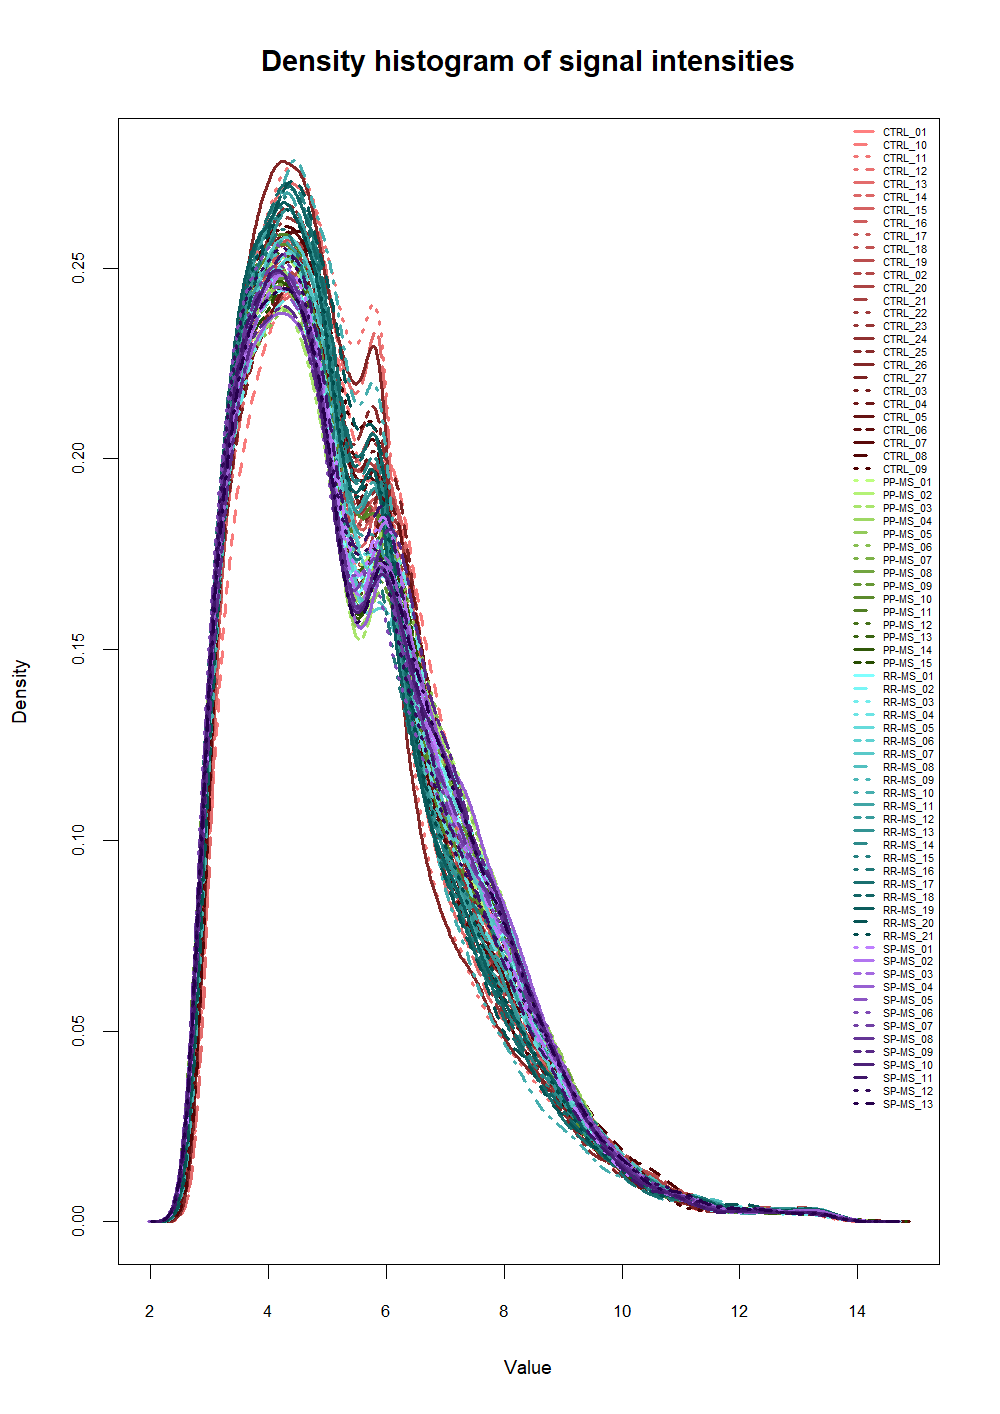 Density histogram of signal intensities
CTRL_01
CTRL_10
CTRL_11
CTRL_12
CTRL_13
CTRL_14
CTRL_15
CTRL_16
CTRL_17
CTRL_18
CTRL_19
CTRL_02
CTRL_20
CTRL_21
CTRL_22
CTRL_23
CTRL_24
CTRL_25
CTRL_26
CTRL_27
CTRL_03
CTRL_04
CTRL_05
CTRL_06
CTRL_07
CTRL_08
CTRL_09
PP-MS_01
PP-MS_02
PP-MS_03
PP-MS_04
PP-MS_05
PP-MS_06
PP-MS_07
PP-MS_08
PP-MS_09
PP-MS_10
PP-MS_11
PP-MS_12
PP-MS_13
PP-MS_14
PP-MS_15
RR-MS_01
RR-MS_02
RR-MS_03
RR-MS_04
RR-MS_05
RR-MS_06
RR-MS_07
RR-MS_08
RR-MS_09
RR-MS_10
RR-MS_11
RR-MS_12
RR-MS_13
RR-MS_14
RR-MS_15
RR-MS_16
RR-MS_17
RR-MS_18
RR-MS_19
RR-MS_20
RR-MS_21
SP-MS_01
SP-MS_02
SP-MS_03
SP-MS_04
SP-MS_05
SP-MS_06
SP-MS_07
SP-MS_08
SP-MS_09
SP-MS_10
SP-MS_11
SP-MS_12
SP-MS_13
0.25
0.20
0.15
0.10
0.05
0.00
Density
2 4 6 8 10 12 14
Value